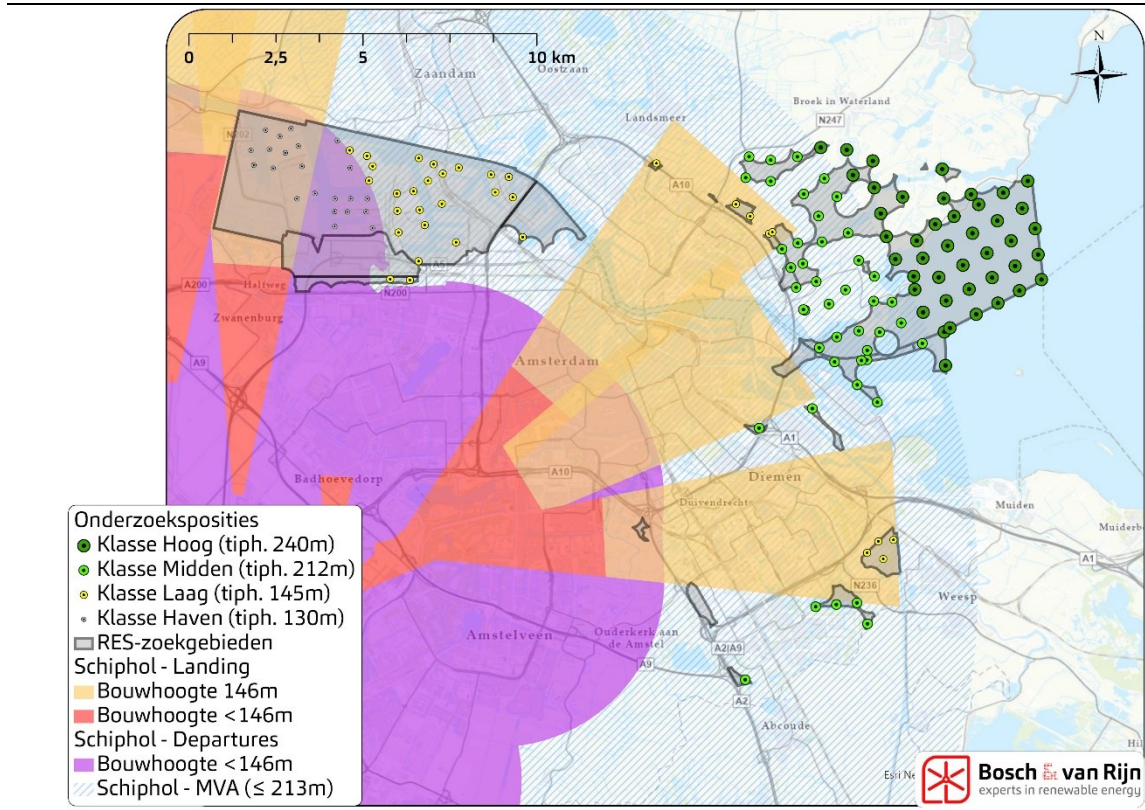 0 2,5 5 10 km
N
Zaandam
Oostzaan
Broek in Waterland
N247
Landsmeer
N202
A10
A5
A200
Halfweg
N200
Zwanenburg
A9
Amsterdam
A1
Badhoevedorp
A10
Diemen
Duivendrecht
Muiden
A1
N236
Weesp
Amstelveen
Ouderkerk aan
de Amstel
A2|A9
A9
A2
Abcoude
Onderzoeksposities
Klasse Hoog (tiph. 240m)
Klasse Midden (tiph. 212m)
Klasse Laag (tiph. 145m)
Klasse Haven (tiph. 130m)
RES-zoekgebieden
Schiphol - Landing
Bouwhoogte 146m
Bouwhoogte <146m
Schiphol - Departures
Bouwhoogte <146m
Schiphol - MVA (≤ 213m)
Esri Ne
Bosch & van Rijn
experts in renewable energy